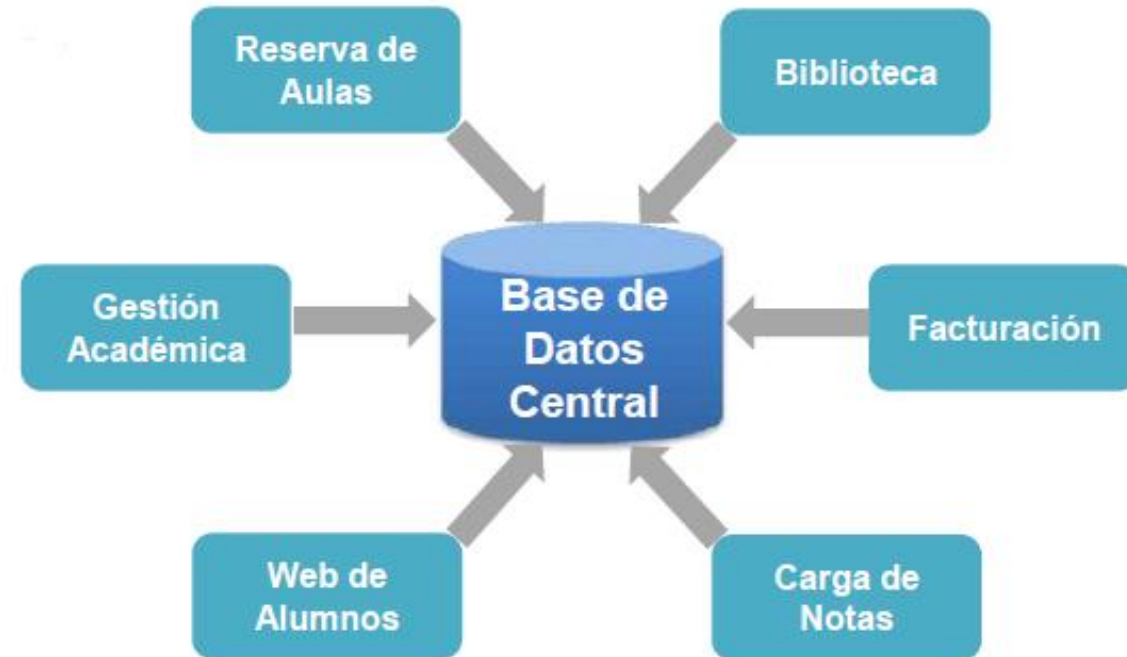 Reserva de
Aulas
Biblioteca
Gestión
Académica
Base de
Datos
Central
Facturación
Web de
Alumnos
Carga de
Notas